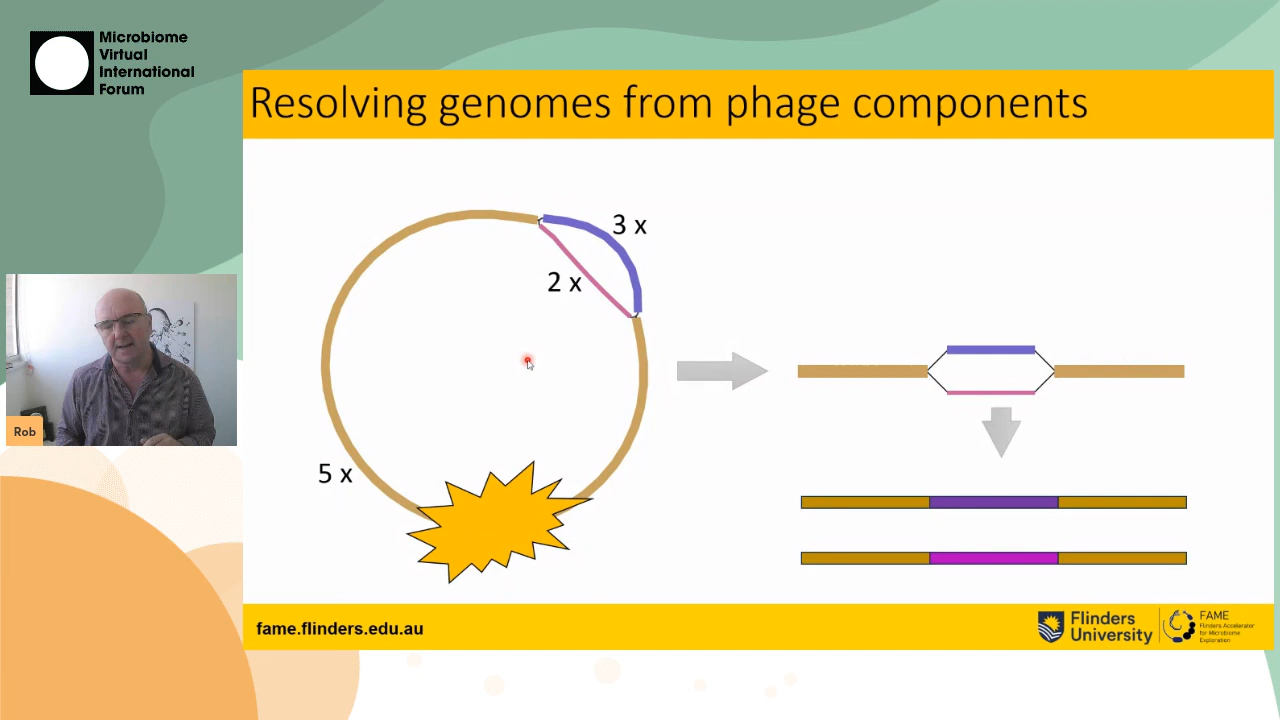 Microbiome
Virtual
International
Forum
Resolving genomes from phage components
3 x
2 x
5 x
Rob
fame.flinders.edu.au
Flinders
University
FAME
Flinders Accelerator
for Microbiome
Exploration